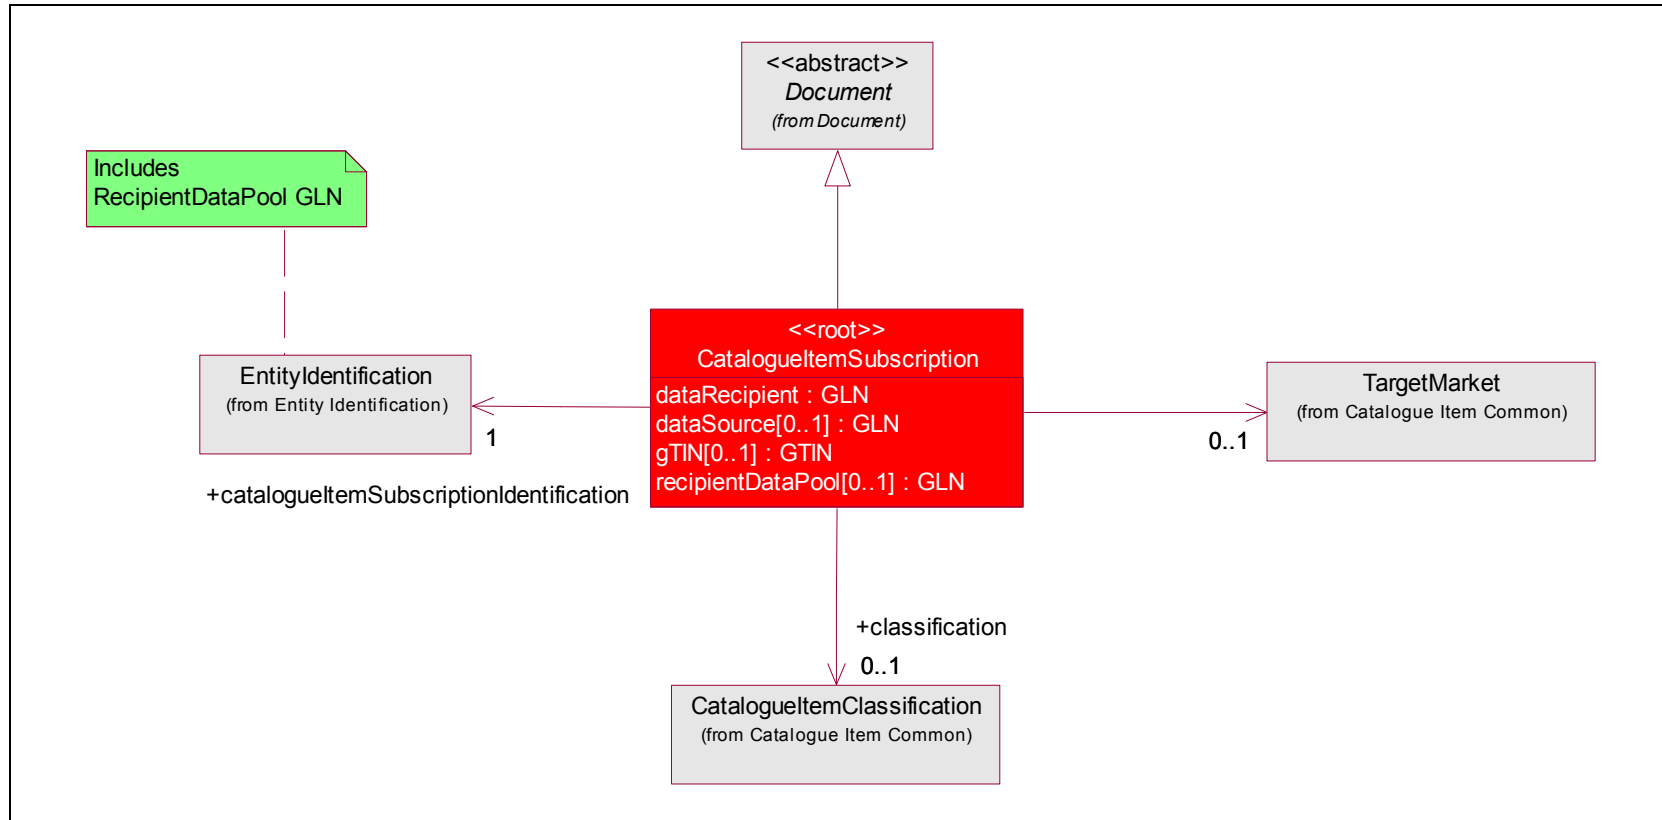 <<abstract>>
Document
(from Document)
Includes
RecipientDataPool GLN
<<root>>
CatalogueItemSubscription
dataRecipient : GLN
dataSource[0..1] : GLN
gTIN[0..1] : GTIN
recipientDataPool[0..1] : GLN
EntityIdentification
(from Entity Identification)
1
+catalogueItemSubscriptionIdentification
TargetMarket
(from Catalogue Item Common)
0..1
+classification
0..1
CatalogueItemClassification
(from Catalogue Item Common)